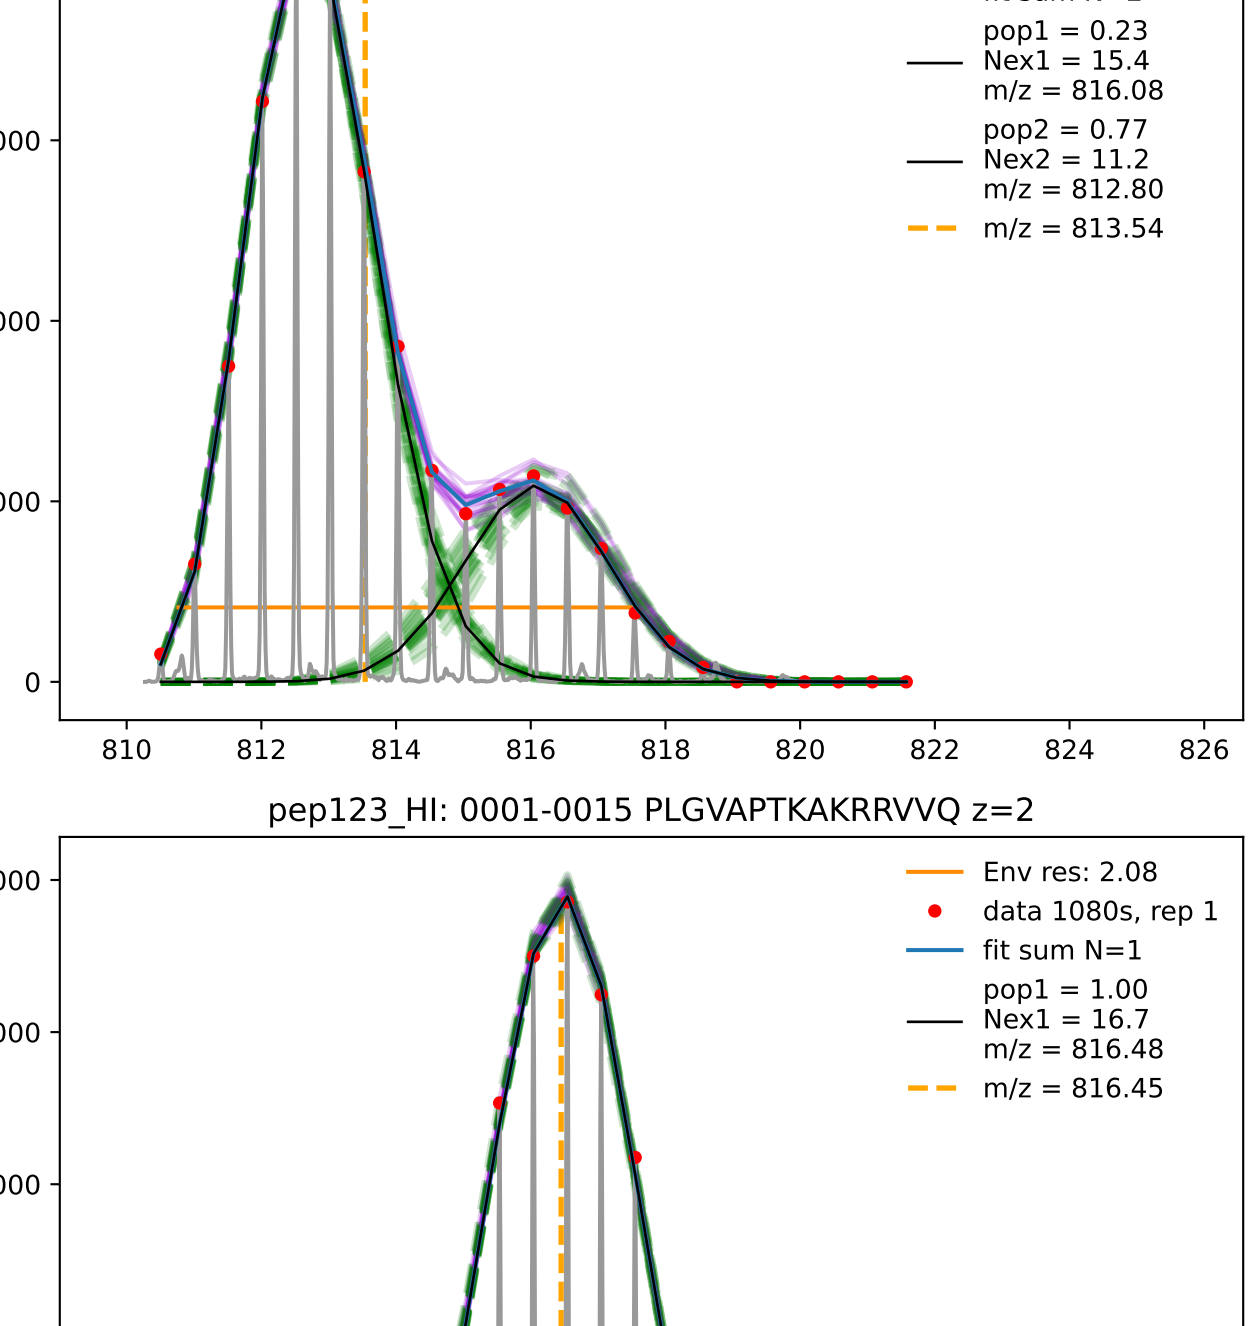 pop1 = 0.23
Nex1 = 15.4
m/z = 816.08
pop2 = 0.77
Nex2 = 11.2
m/z = 812.80
m/z = 813.54
000
000
000
0
810 812 814 816 818 820 822 824 826
pep123_HI: 0001-0015 PLGVAPTKAKRRVVQ z=2
Env res: 2.08
data 1080s, rep 1
fit sum N=1
pop1 = 1.00
Nex1 = 16.7
m/z = 816.48
m/z = 816.45
000
000
000